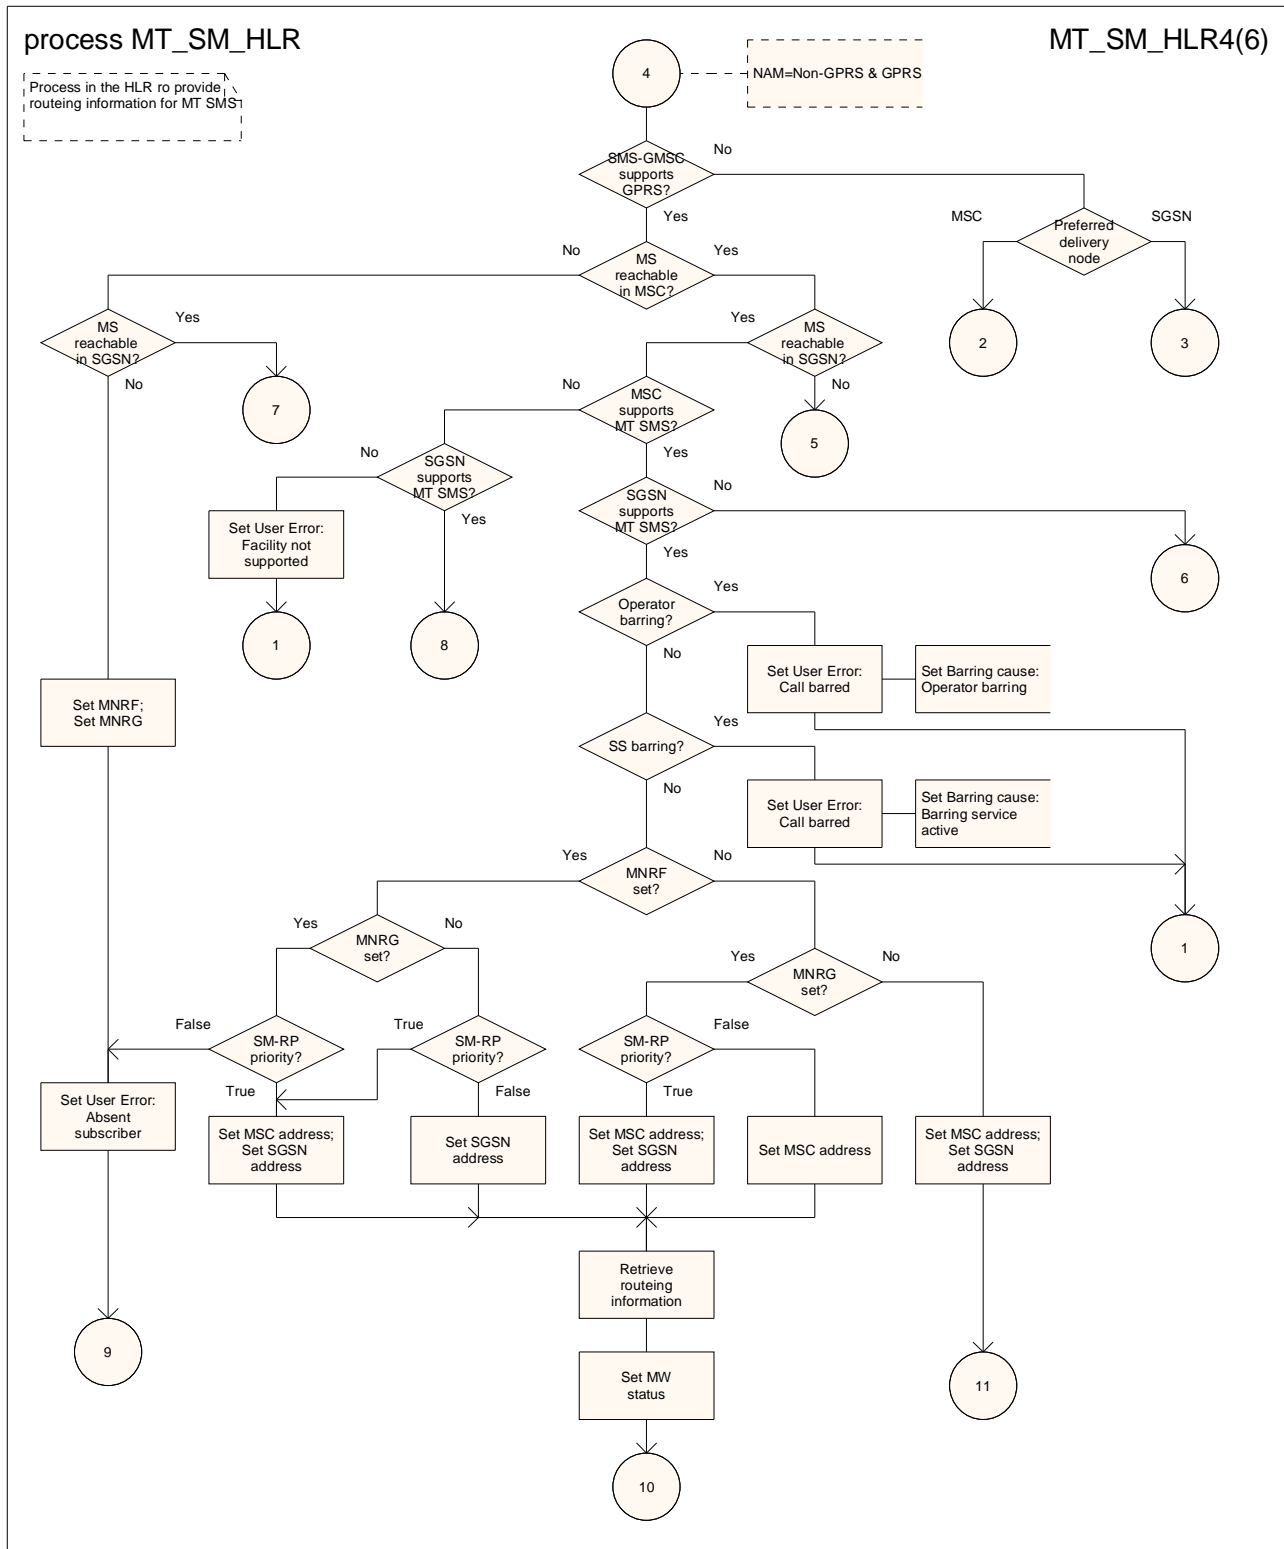 process MT_SM_HLR
MT_SM_HLR4(6)
Process in the HLR ro provide
routeing information for MT SMS
4
NAM=Non-GPRS & GPRS
SMS-GMSC
supports
GPRS?
No
Yes
MSC
SGSN
Preferred
delivery
node
No
Yes
MS
reachable
in MSC?
2
3
MS
reachable
in SGSN?
Yes
No
7
Yes
MS
reachable
in SGSN?
No
5
No
MSC
supports
MT SMS?
Yes
No
SGSN
supports
MT SMS?
Yes
SGSN
supports
MT SMS?
No
Yes
6
Set User Error:
Facility not
supported
1
8
Operator
barring?
Yes
No
Set User Error:
Call barred
Set Barring cause:
Operator barring
Set MNRF;
Set MNRG
SS barring?
Yes
No
Set User Error:
Call barred
Set Barring cause:
Barring service
active
Yes
MNRF
set?
No
1
Yes
MNRG
set?
No
Yes
MNRG
set?
No
False
SM-RP
priority?
True
True
SM-RP
priority?
False
SM-RP
priority?
False
True
Set User Error:
Absent
subscriber
Set MSC address;
Set SGSN
address
Set SGSN
address
Set MSC address;
Set SGSN
address
Set MSC address
Set MSC address;
Set SGSN
address
Retrieve
routeing
information
9
Set MW
status
11
10